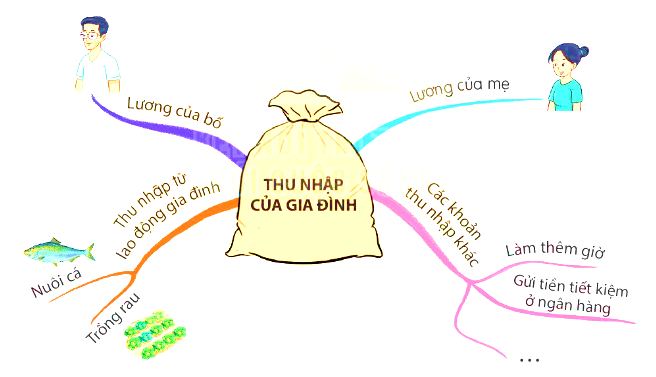 Lương của bố
Lương của mẹ
THU NHẬP
CỦA GIA ĐÌNH
Thu nhập từ
lao động gia đình
Nuôi cá
Trồng rau
Các khoản
thu nhập khác
Làm thêm giờ
Gửi tiền tiết kiệm
ở ngân hàng
...